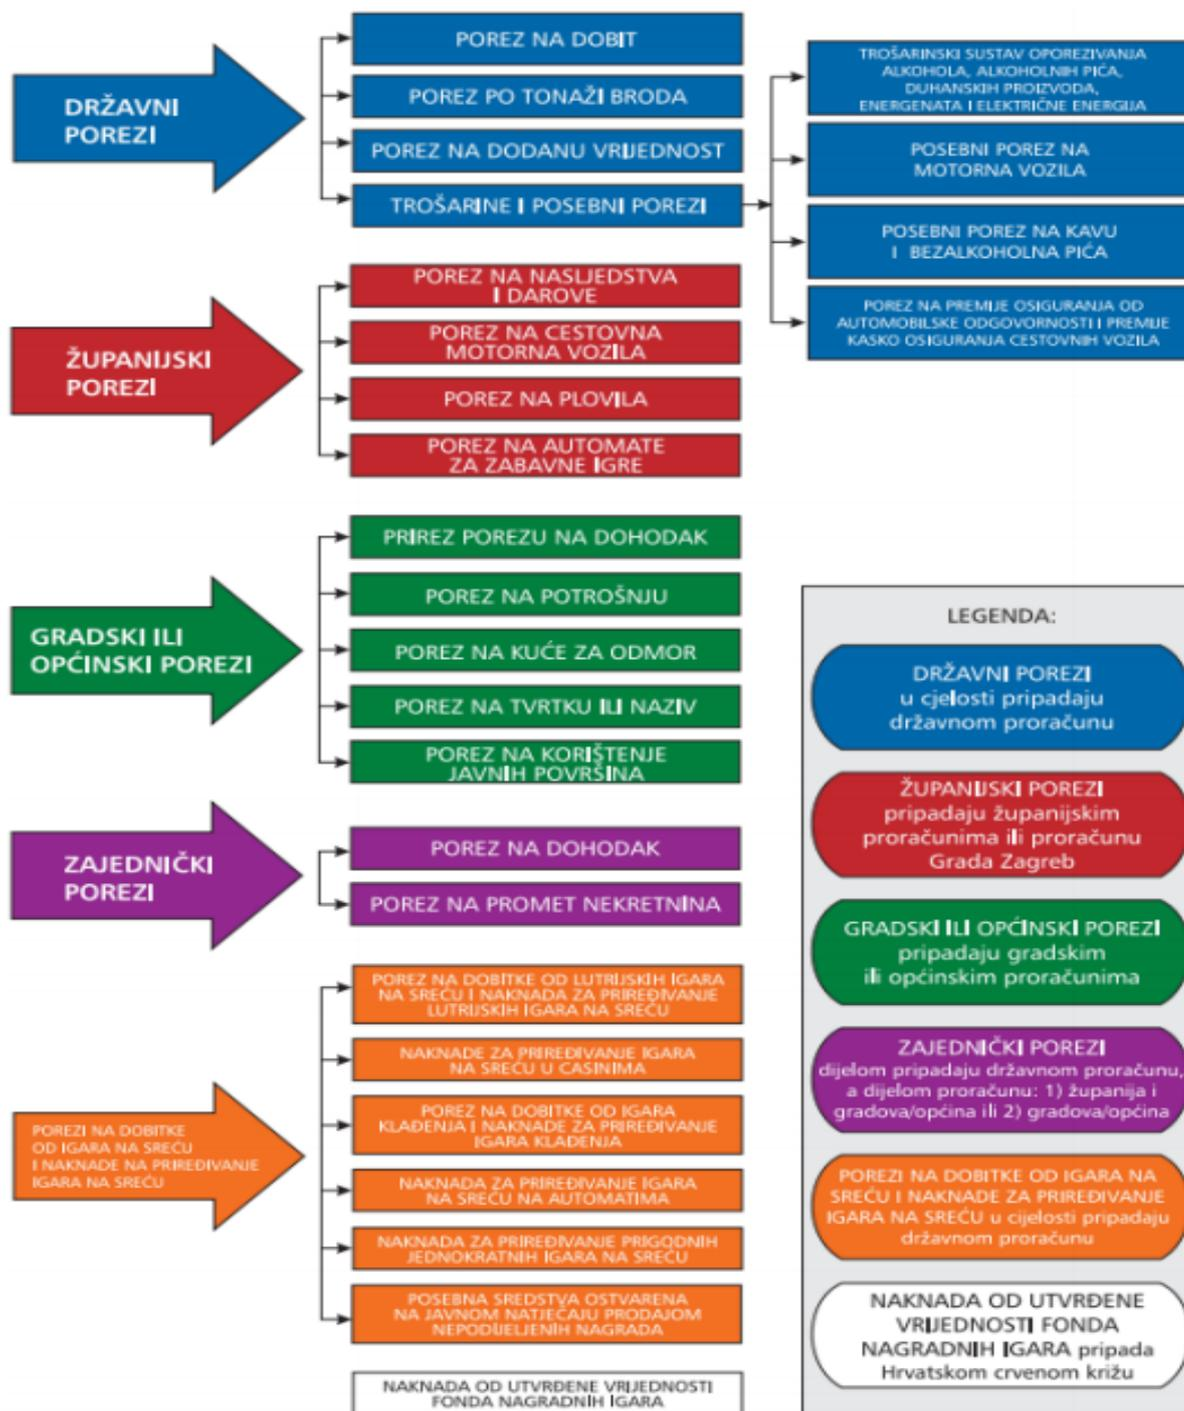 DRŽAVNI
POREZI
POREZ NA DOBIT
POREZ PO TONAŽI BRODA
POREZ NA DODANU VRIJEDNOST
TROŠARINE I POSEBNI POREZI
TROŠARINSKI SUSTAV OPOREZIVANJA
ALKOHOLA, ALKOHOLNIH PIĆA,
DUHANSKIH PROIZVODA,
ENERGENATA I ELEKTRIČNE ENERGIJA
POSEBNI POREZ NA
MOTORNA VOZILA
POSEBNI POREZ NA KAVU
I BEZALKOHOLNA PIĆA
POREZ NA PREMIJE OSIGURANJA OD
AUTOMOBILSKE ODGOVORNOSTI I PREMIJE
KASKO OSIGURANJA CESTOVNIH VOZILA
ŽUPANIJSKI
POREZI
POREZ NA NASLJEDSTVA
I DAROVE
POREZ NA CESTOVNA
MOTORNA VOZILA
POREZ NA PLOVILA
POREZ NA AUTOMATE
ZA ZABAVNE IGRE
GRADSKI ILI
OPĆINSKI POREZI
PRIREZ POREZU NA DOHODAK
POREZ NA POTROŠNJU
POREZ NA KUĆE ZA ODMOR
POREZ NA TVRTKU ILI NAZIV
POREZ NA KORIŠTENJE
JAVNIH POVRŠINA
ZAJEDNIČKI
POREZI
POREZ NA DOHODAK
POREZ NA PROMET NEKRETNINA
POREZI NA DOBITKE
OD IGARA NA SREĆU
I NAKNADE NA PRIREĐIVANJE
IGARA NA SREĆU
POREZ NA DOBITKE OD LUTRIJSKIH IGARA
NA SREĆU I NAKNADA ZA PRIREĐIVANJE
LUTRIJSKIH IGARA NA SREĆU
NAKNADE ZA PRIREĐIVANJE IGARA
NA SREĆU U CASINIMA
POREZ NA DOBITKE OD IGARA
KLAĐENJA I NAKNADE ZA PRIREĐIVANJE
IGARA KLAĐENJA
NAKNADA ZA PRIREĐIVANJE IGARA
NA SREĆU NA AUTOMATIMA
NAKNADA ZA PRIREĐIVANJE PRIGODNIH
JEDNOKRATNIH IGARA NA SREĆU
POSEBNA SREDSTVA OSTVARENA
NA JAVNOM NATJEČAJU PRODAJOM
NEPODIJELJENIH NAGRADA
NAKNADA OD UTVRĐENE VRIJEDNOSTI
FONDA NAGRADNIH IGARA
LEGENDA:
DRŽAVNI POREZI
u cjelosti pripadaju
državnom proračunu
ŽUPANIJSKI POREZI
pripadaju županijskim
proračunima ili proračunu
Grada Zagreb
GRADSKI ILI OPĆINSKI POREZI
pripadaju gradskim
ili općinskim proračunima
ZAJEDNIČKI POREZI
dijelom pripadaju državnom proračunu,
a dijelom proračunu: 1) županija i
gradova/općina ili 2) gradova/općina
POREZI NA DOBITKE OD IGARA NA
SREĆU I NAKNADE ZA PRIREĐIVANJE
IGARA NA SREĆU u cijelosti pripadaju
državnom proračunu
NAKNADA OD UTVRĐENE
VRIJEDNOSTI FONDA
NAGRADNIH IGARA pripada
Hrvatskom crvenom križu